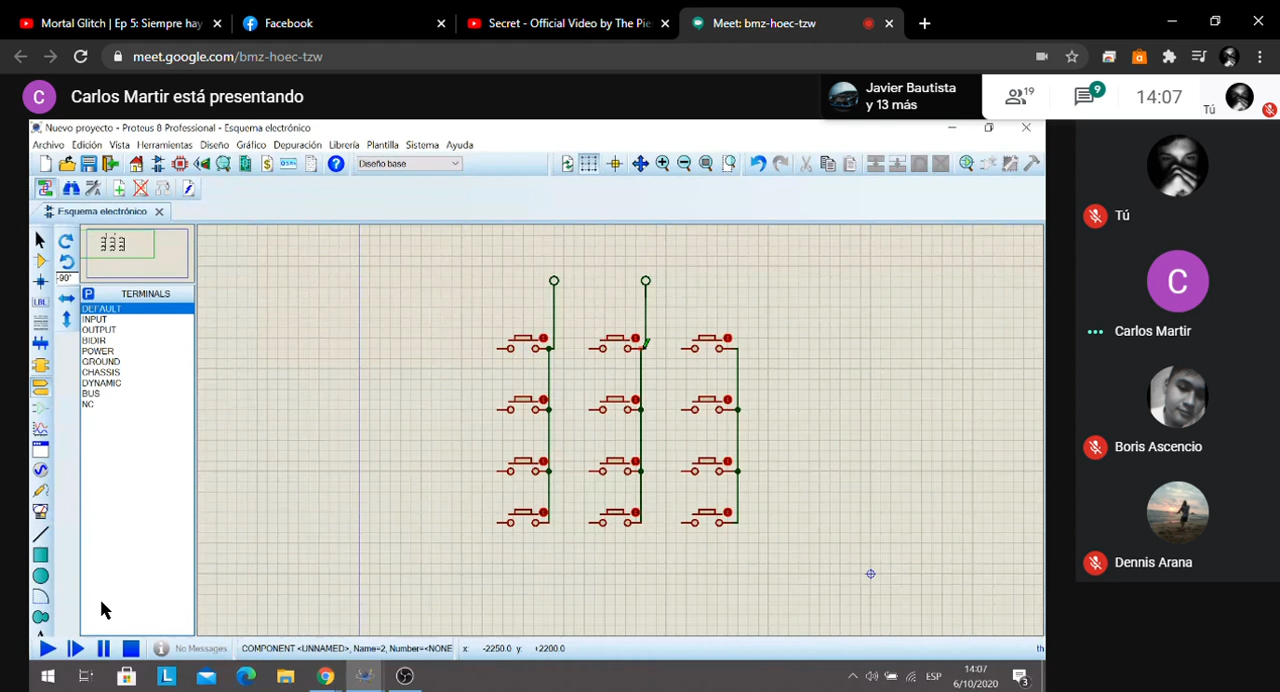 Mortal Glitch | Ep 5: Siempre hay
Facebook
Secret - Official Video by The Pie
Meet: bmz-hoec-tzw
meet.google.com/bmz-hoec-tzw
C
Carlos Martir está presentando
Javier Bautista
y 13 más
19
9
14:07
Tú
Nuevo proyecto - Proteus 8 Professional - Esquema electrónico
Archivo Edición Vista Herramientas Diseño Gráfico Depuración Librería Plantilla Sistema Ayuda
Diseño base
Esquema electrónico
-90°
P
TERMINALS
LBL
DEFAULT
INPUT
OUTPUT
BIDIR
POWER
GROUND
CHASSIS
DYNAMIC
BUS
NC
No Messages
COMPONENT <UNNAMED>, Name=2, Number=<NONE
x: -2250.0 y: +2200.0
th
Tú
C
Carlos Martir
Boris Ascencio
Dennis Arana
L
ESP
14:07
6/10/2020
3